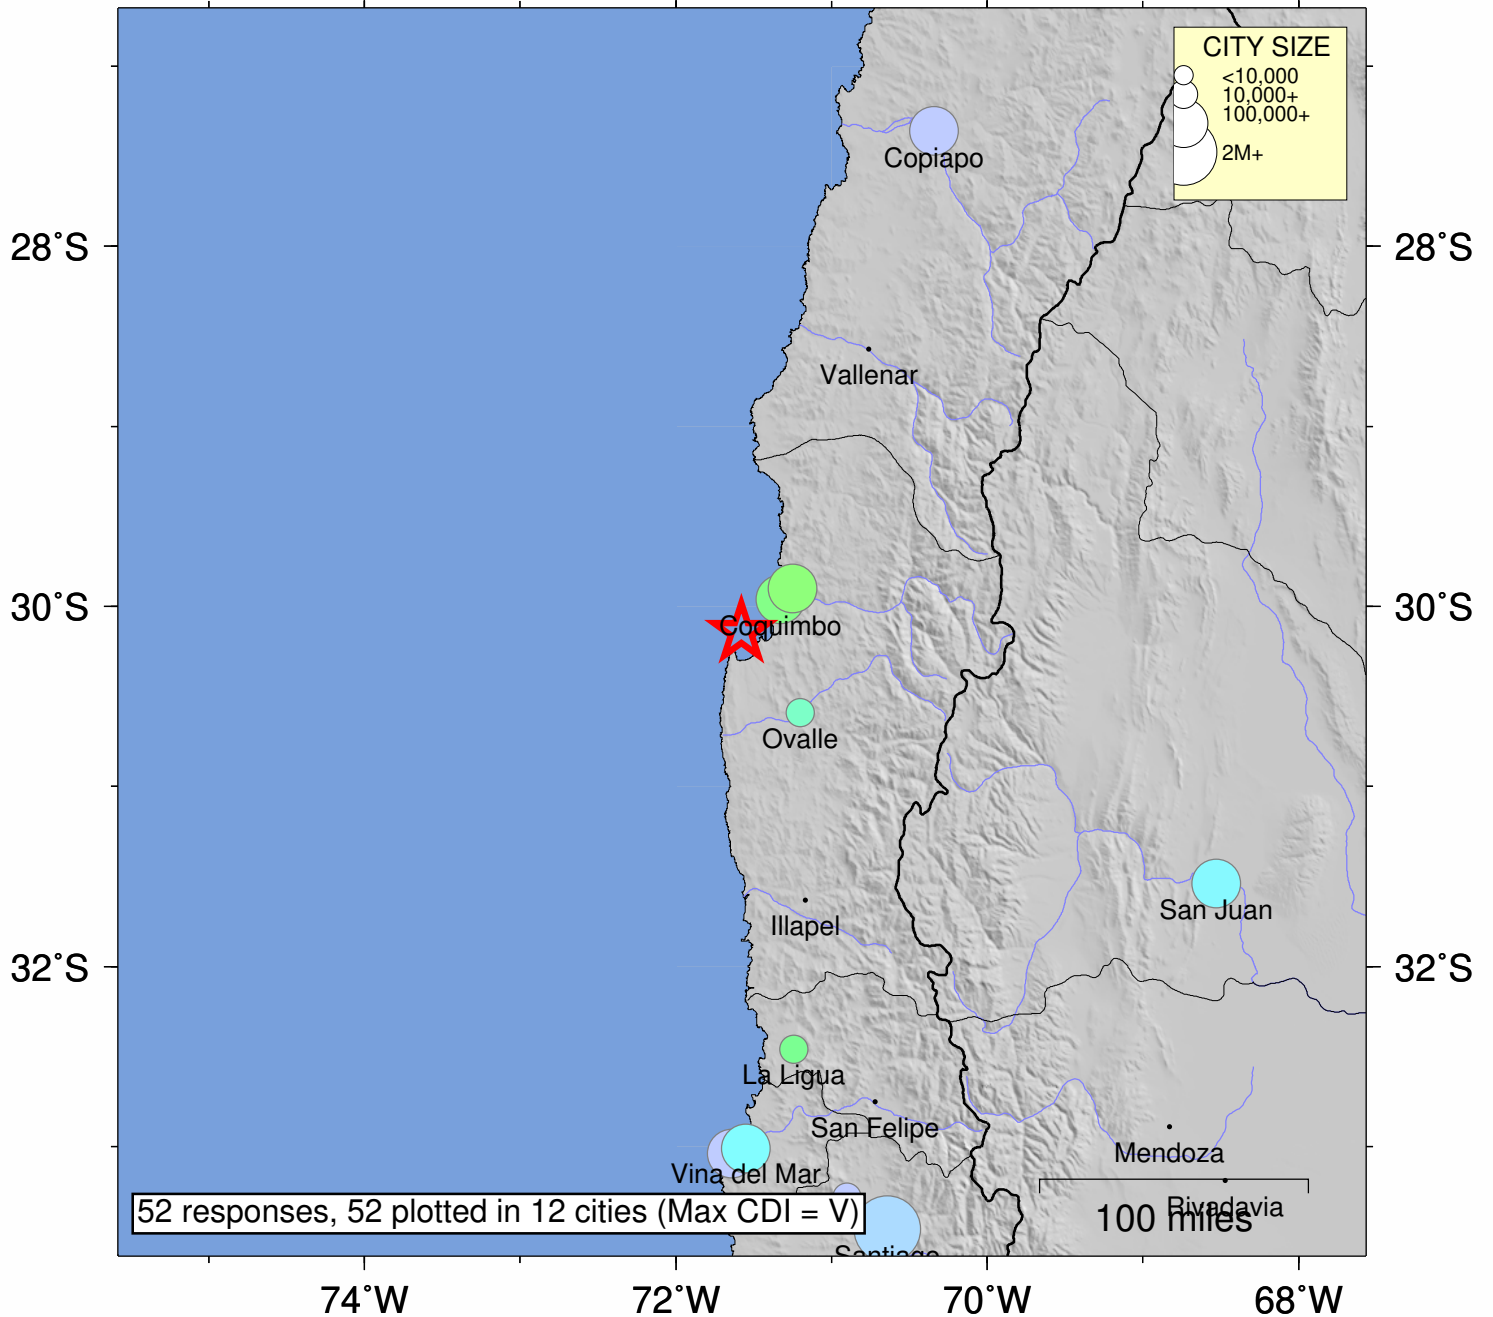 CITY SIZE
<10,000
10,000+
100,000+
2M+
Copiapo
28°S
28°S
Vallenar
30°S
30°S
Coquimbo
Ovalle
San Juan
Illapel
32°S
32°S
La Ligua
San Felipe
Mendoza
Vina del Mar
Rivadavia
52 responses, 52 plotted in 12 cities (Max CDI = V)
100 miles
Santiago
74°W
72°W
70°W
68°W